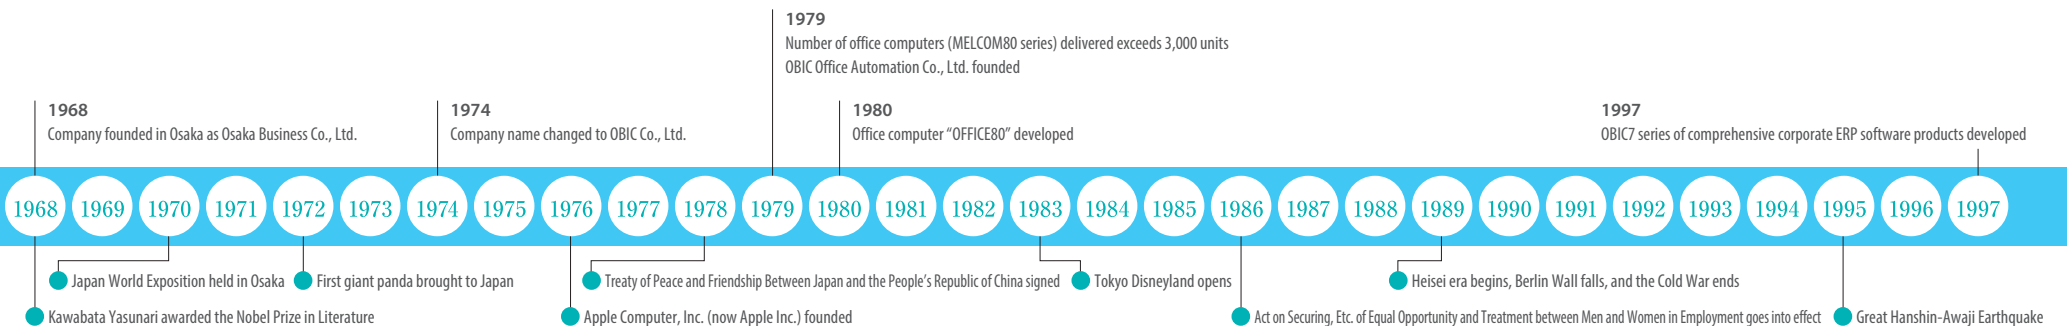 1979
Number of office computers (MELCOM80 series) delivered exceeds 3,000 units
OBIC Office Automation Co., Ltd. founded
1968
Company founded in Osaka as Osaka Business Co., Ltd.
1974
Company name changed to OBIC Co., Ltd.
1980
Office computer “OFFICE80” developed
1997
OBIC7 series of comprehensive corporate ERP software products developed
1968 1969 1970 1971 1972 1973 1974 1975 1976 1977 1978 1979 1980 1981 1982 1983 1984 1985 1986 1987 1988 1989 1990 1991 1992 1993 1994 1995 1996 1997
Japan World Exposition held in Osaka
First giant panda brought to Japan
Treaty of Peace and Friendship Between Japan and the People’s Republic of China signed
Tokyo Disneyland opens
Heisei era begins, Berlin Wall falls, and the Cold War ends
Kawabata Yasunari awarded the Nobel Prize in Literature
Apple Computer, Inc. (now Apple Inc.) founded
Act on Securing, Etc. of Equal Opportunity and Treatment between Men and Women in Employment goes into effect
Great Hanshin-Awaji Earthquake